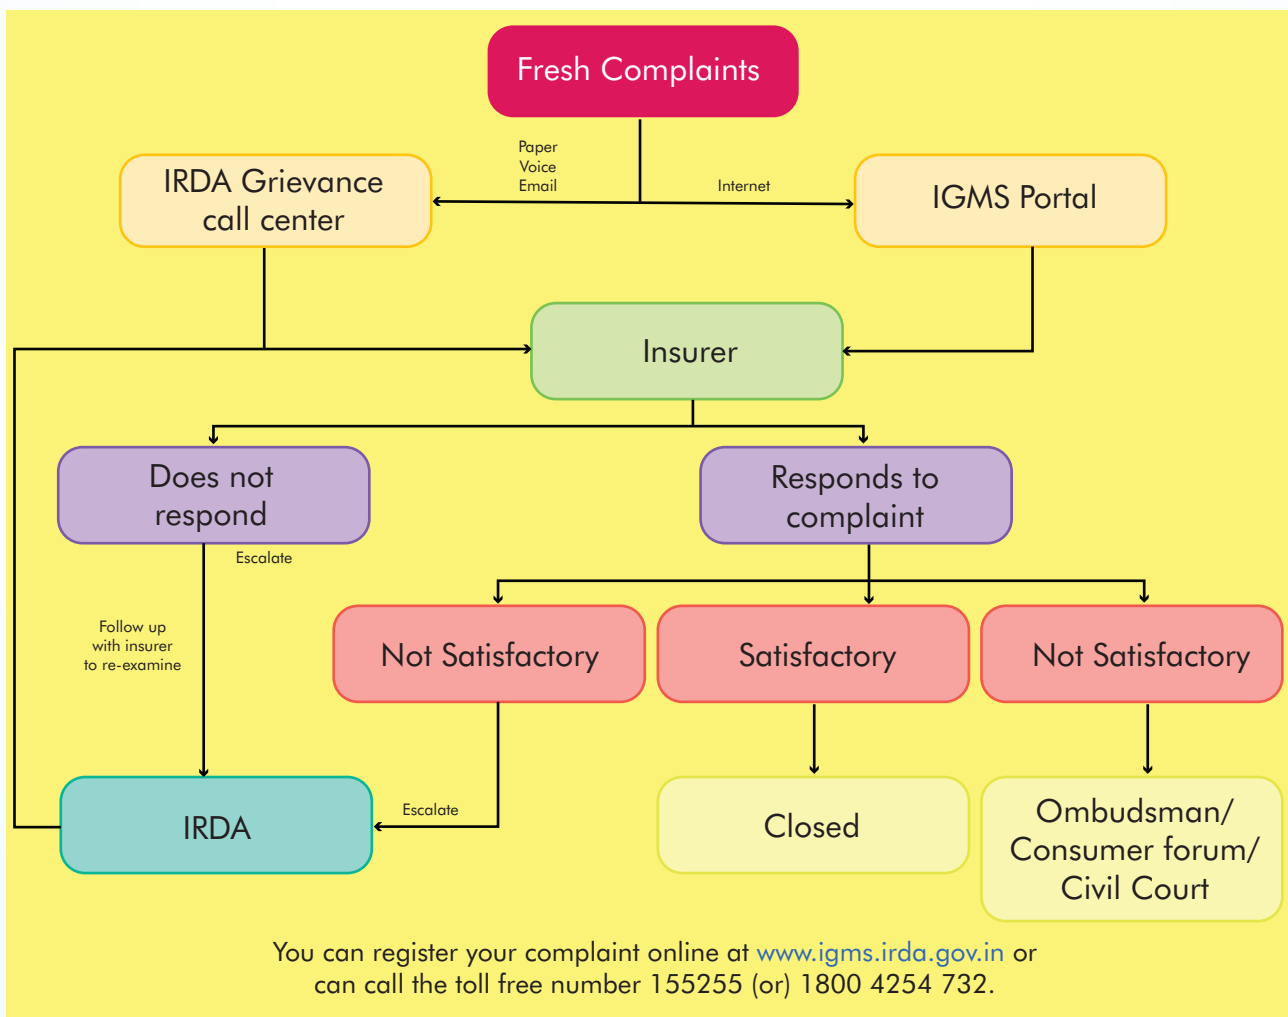 Fresh Complaints
Paper
Voice
Email
Internet
IRDA Grievance
call center
IGMS Portal
Insurer
Does not
respond
Responds to
complaint
Escalate
Follow up
with insurer
to re-examine
Not Satisfactory
Satisfactory
Not Satisfactory
IRDA
Escalate
Closed
Ombudsman/
Consumer forum/
Civil Court
You can register your complaint online at www.igms.irda.gov.in or
can call the toll free number 155255 (or) 1800 4254 732.